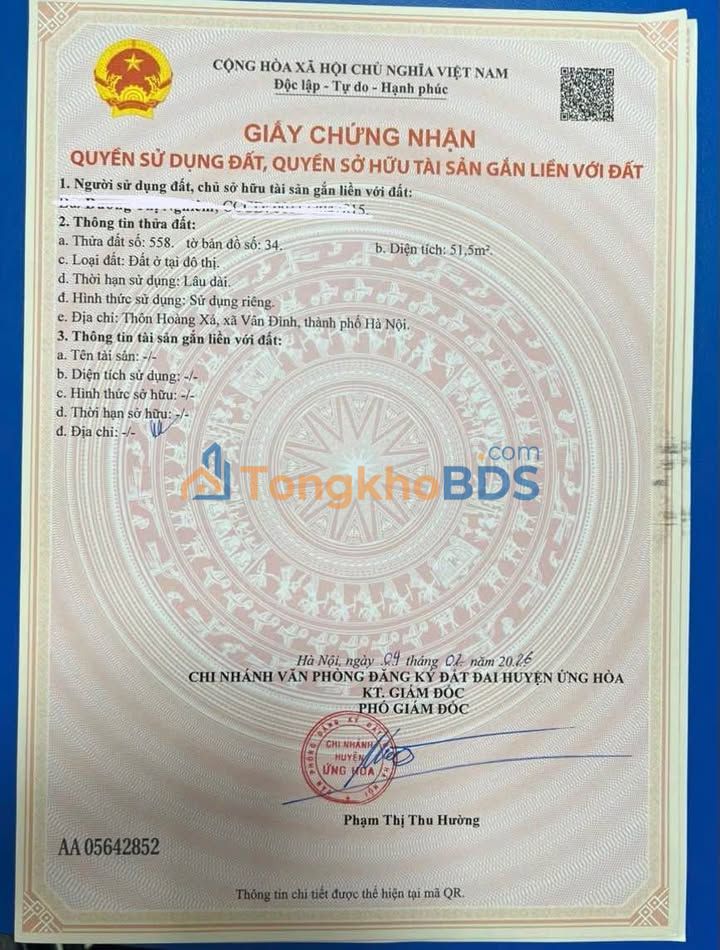 CỘNG HÒA XÃ HỘI CHỦ NGHĨA VIỆT NAM
Độc lập - Tự do - Hạnh phúc
GIẤY CHỨNG NHẬN
QUYỀN SỬ DỤNG ĐẤT, QUYỀN SỞ HỮU TÀI SẢN GẮN LIỀN VỚI ĐẤT
1. Người sử dụng đất, chủ sở hữu tài sản gắn liền với đất:
2. Thông tin thửa đất:
a. Thửa đất số: 558. tờ bản đồ số: 34. b. Diện tích: 51,5m².
c. Loại đất: Đất ở tại đô thị.
d. Thời hạn sử dụng: Lâu dài.
đ. Hình thức sử dụng: Sử dụng riêng.
e. Địa chỉ: Thôn Hoàng Xá, xã Vân Đình, thành phố Hà Nội.
3. Thông tin tài sản gắn liền với đất:
a. Tên tài sản: -/-
b. Diện tích sử dụng: -/-
c. Hình thức sở hữu: -/-
d. Thời hạn sở hữu: -/-
đ. Địa chỉ: -/-
TongkhoBDS.com
Hà Nội, ngày 09 tháng 02 năm 2026
CHI NHÁNH VĂN PHÒNG ĐĂNG KÝ ĐẤT ĐAI HUYỆN ỨNG HÒA
KT. GIÁM ĐỐC
PHÓ GIÁM ĐỐC
CHI NHÁNH
HUYỆN
ỨNG HÒA
Phạm Thị Thu Hường
AA 05642852
Thông tin chi tiết được thể hiện tại mã QR.